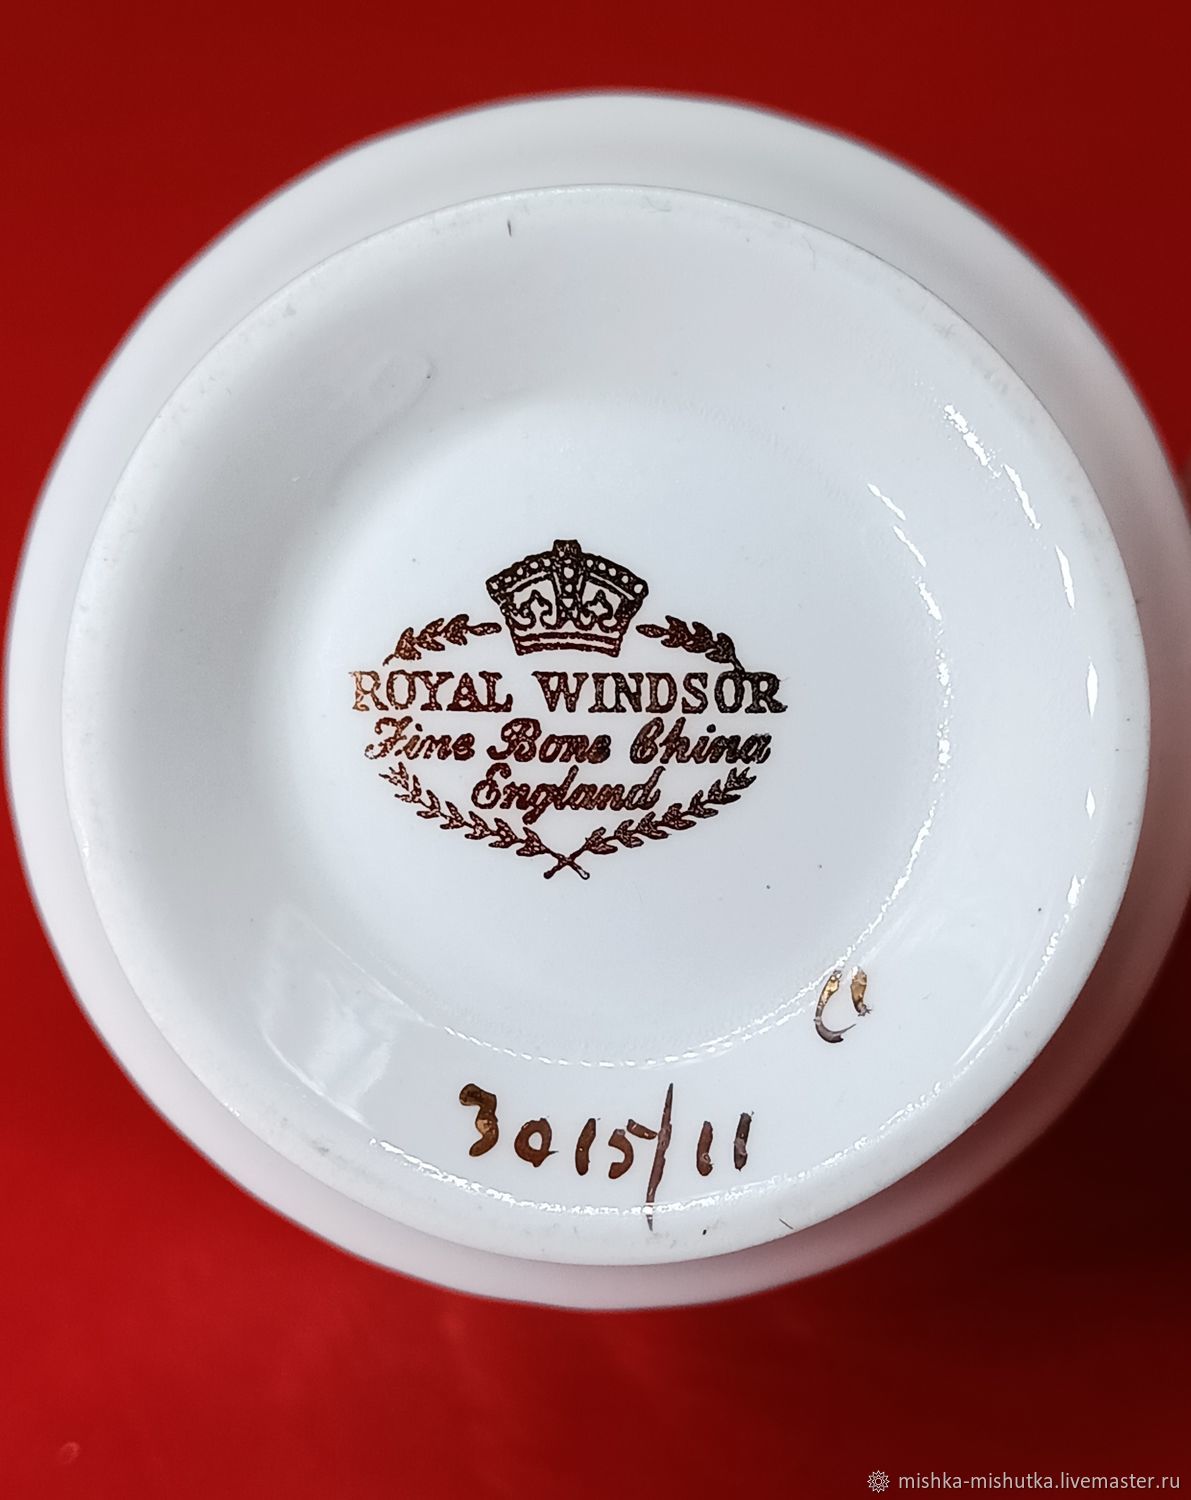 ROYAL WINDSOR
Fine Bone China
England
3015/11
mishka-mishutka.livemaster.ru